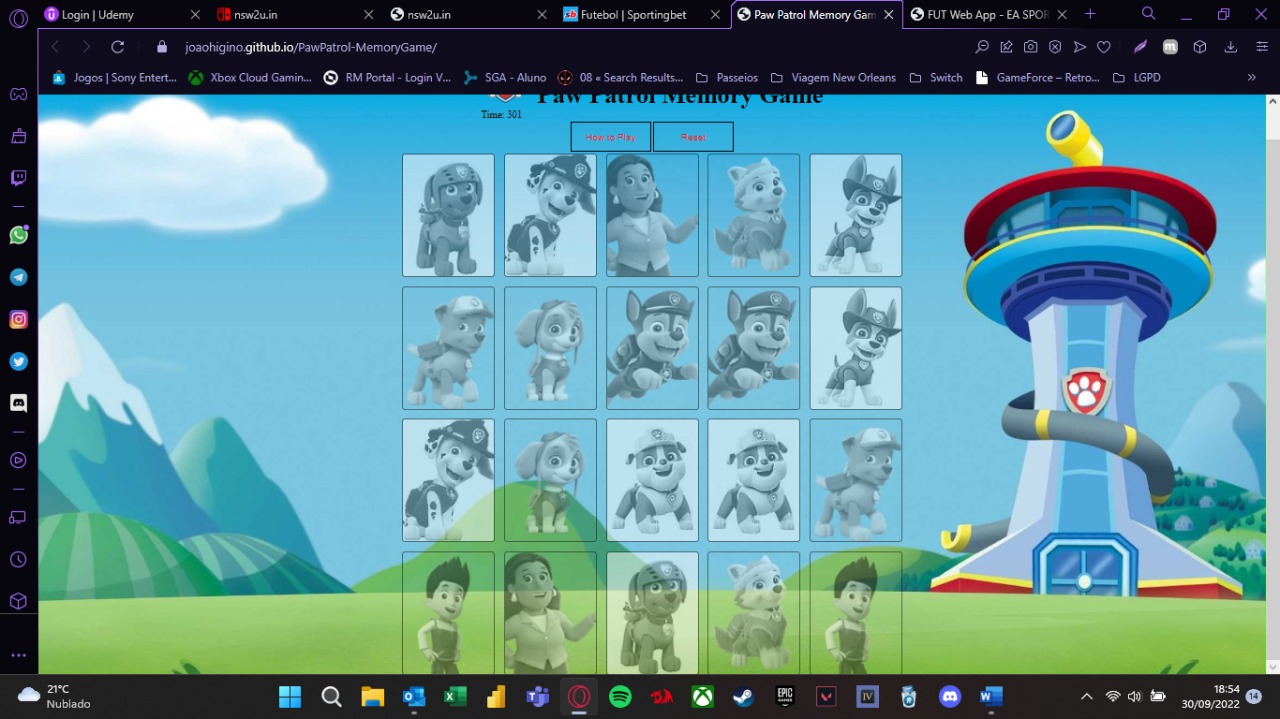 Login | Udemy
nsw2u.in
nsw2u.in
Futebol | Sportingbet
Paw Patrol Memory Gam
FUT Web App - EA SPOR
joaohigino.github.io/PawPatrol-MemoryGame/
Jogos | Sony Entert...
Xbox Cloud Gamin...
RM Portal - Login V...
SGA - Aluno
08 « Search Results...
Passeios
Viagem New Orleans
Switch
GameForce – Retro...
LGPD
»
Paw Patrol Memory Game
Time: 301
How to Play
Reset
21°C
Nublado
EPIC
GAMES
IV
18:54
30/09/2022
14